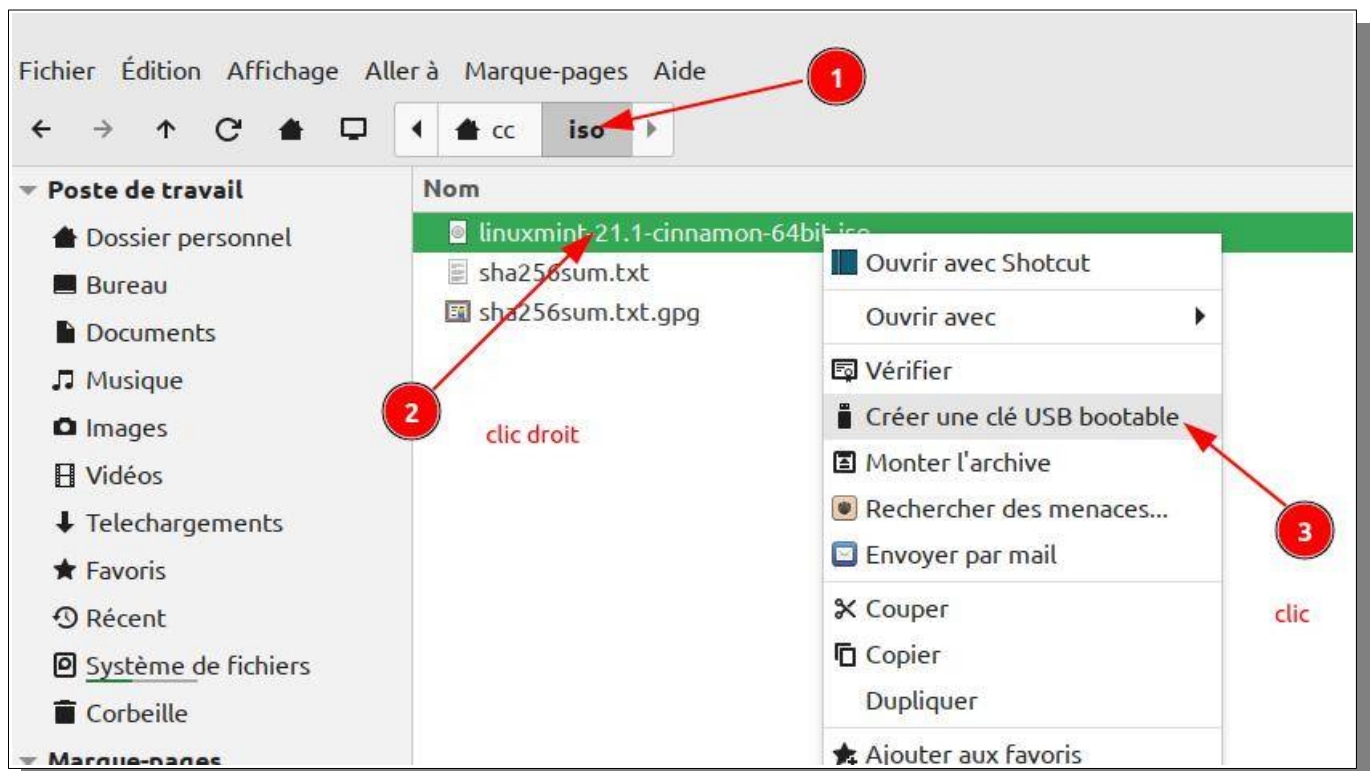 Fichier Édition Affichage Aller à Marque-pages Aide
1
cc iso
Poste de travail
Nom
Dossier personnel
linuxmint-21.1-cinnamon-64bit.iso
Bureau
sha256sum.txt
Documents
sha256sum.txt.gpg
Musique
Images
Vidéos
Telechargements
Favoris
Récent
Système de fichiers
Corbeille
Marque-pages
2
clic droit
Ouvrir avec Shotcut
Ouvrir avec
Vérifier
Créer une clé USB bootable
Monter l'archive
Rechercher des menaces...
Envoyer par mail
Couper
Copier
Dupliquer
Ajouter aux favoris
3
clic